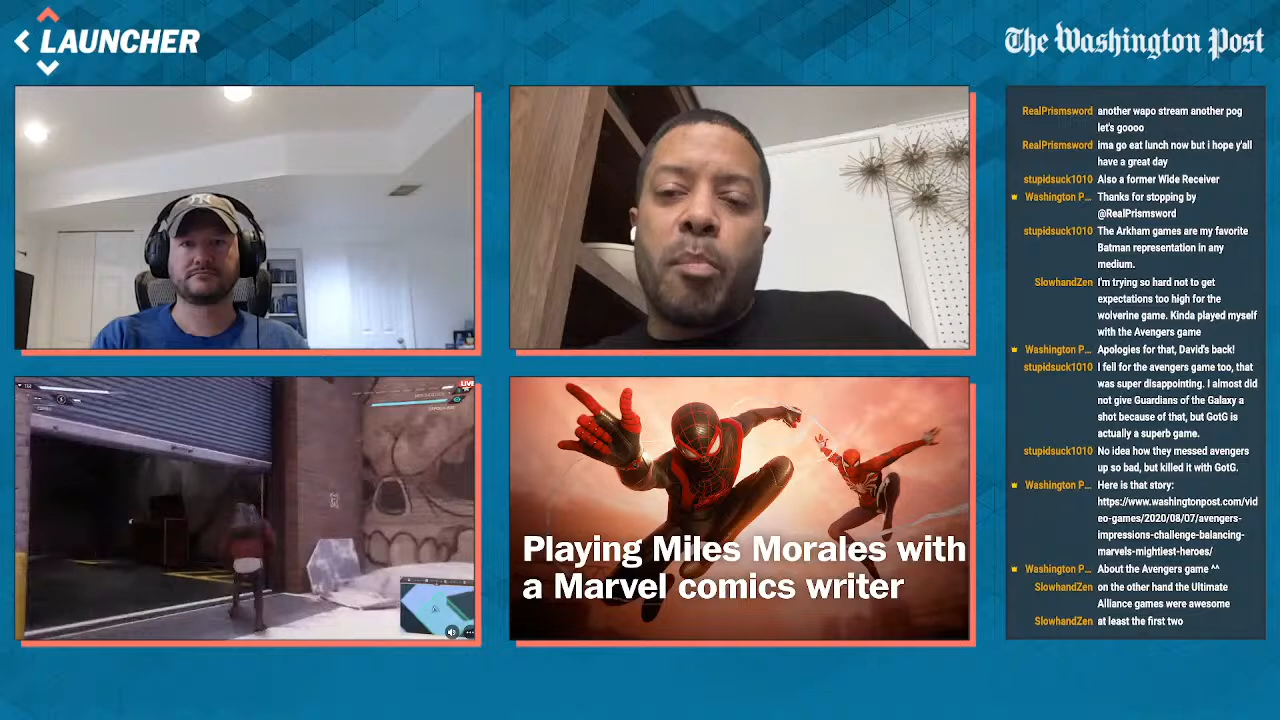 LAUNCHER
The Washington Post
RealPrismsword another wapo stream another pog
let's goooo
RealPrismsword ima go eat lunch now but i hope y'all
have a great day
stupidsuck1010 Also a former Wide Receiver
Washington P... Thanks for stopping by
@RealPrismsword
stupidsuck1010 The Arkham games are my favorite
Batman representation in any
medium.
SlowhandZen I'm trying so hard not to get
expectations too high for the
wolverine game. Kinda played myself
with the Avengers game
Washington P... Apologies for that, David's back!
stupidsuck1010 I fell for the avengers game too, that
was super disappointing. I almost did
not give Guardians of the Galaxy a
shot because of that, but GotG is
actually a superb game.
stupidsuck1010 No idea how they messed avengers
up so bad, but killed it with GotG.
Washington P... Here is that story:
https://www.washingtonpost.com/vid
eo-games/2020/08/07/avengers-
impressions-challenge-balancing-
marvels-mightiest-heroes/
Washington P... About the Avengers game ^^
SlowhandZen on the other hand the Ultimate
Alliance games were awesome
SlowhandZen at least the first two
LIVE
Playing Miles Morales with
a Marvel comics writer